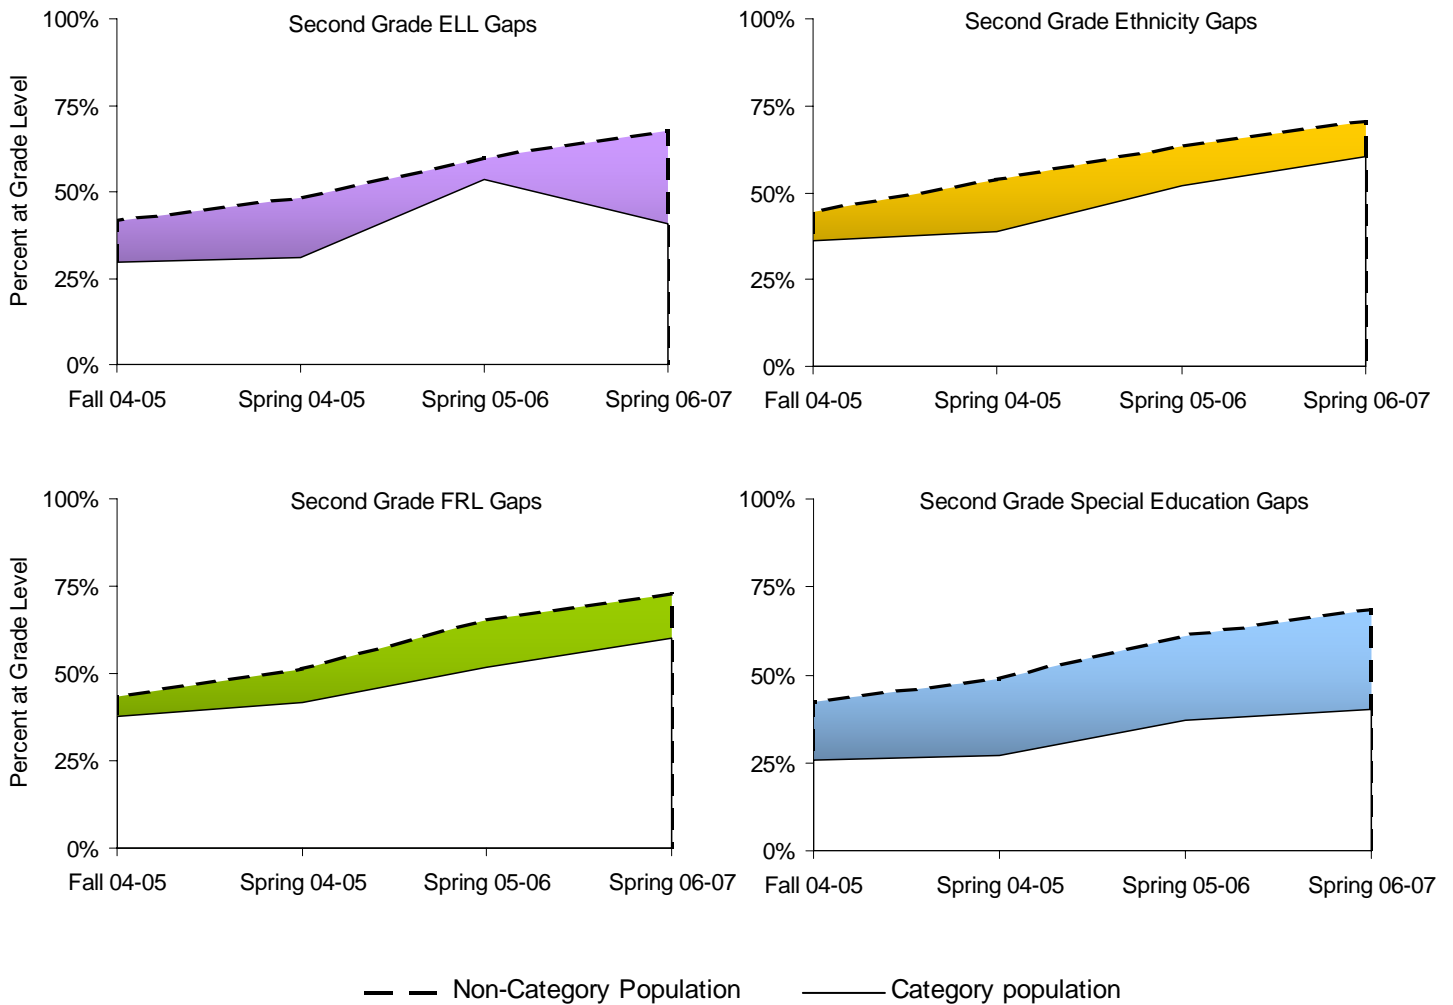 Second Grade ELL Gaps
Percent at Grade Level
100%
75%
50%
25%
0%
Fall 04-05 Spring 04-05 Spring 05-06 Spring 06-07
Second Grade Ethnicity Gaps
100%
75%
50%
25%
0%
Fall 04-05 Spring 04-05 Spring 05-06 Spring 06-07
Second Grade FRL Gaps
Percent at Grade Level
100%
75%
50%
25%
0%
Fall 04-05 Spring 04-05 Spring 05-06 Spring 06-07
Second Grade Special Education Gaps
100%
75%
50%
25%
0%
Fall 04-05 Spring 04-05 Spring 05-06 Spring 06-07
Non-Category Population Category population